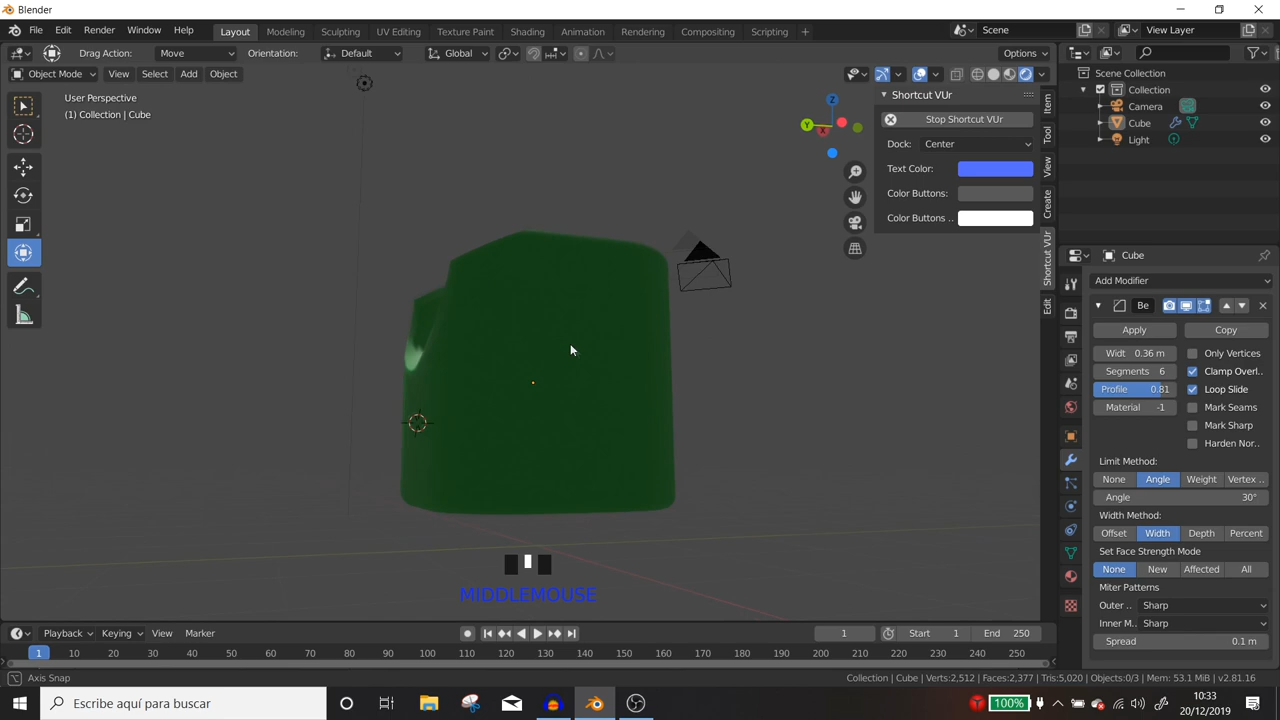 Blender
File Edit Render Window Help Layout Modeling Sculpting UV Editing Texture Paint Shading Animation Rendering Compositing Scripting + Scene View Layer
Drag Action: Move Orientation: Default Global Options
Object Mode View Select Add Object
User Perspective
(1) Collection | Cube
Z
Y
X
Shortcut VUr
Stop Shortcut VUr
Dock: Center
Text Color:
Color Buttons:
Color Buttons ..
Item
Tool
View
Create
Shortcut VUr
Edit
Scene Collection
Collection
Camera
Cube
Light
Cube
Add Modifier
Be
Apply Copy
Widt 0.36 m Only Vertices
Segments 6 Clamp Overl..
Profile 0.81 Loop Slide
Material -1 Mark Seams
Mark Sharp
Harden Nor..
Limit Method:
None Angle Weight Vertex ..
Angle 30°
Width Method:
Offset Width Depth Percent
Set Face Strength Mode
None New Affected All
Miter Patterns
Outer .. Sharp
Inner M.. Sharp
Spread 0.1 m
MIDDLEMOUSE
Playback Keying View Marker 1 Start 1 End 250
1 10 20 30 40 50 60 70 80 90 100 110 120 130 140 150 160 170 180 190 200 210 220 230 240 250
Axis Snap Collection | Cube | Verts:2,512 | Faces:2,377 | Tris:5,020 | Objects:0/3 | Mem: 53.1 MiB | v2.81.16
Escribe aquí para buscar 100% 10:33
20/12/2019